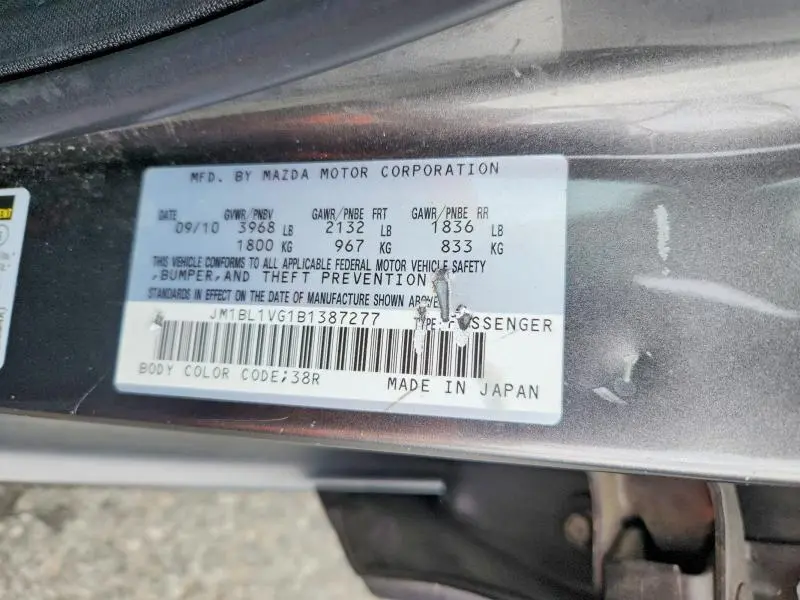 MFD. BY MAZDA MOTOR CORPORATION
DATE GVWR/PNBV GAWR/PNBE FRT GAWR/PNBE RR
09/10 3968 LB 2132 LB 1836 LB
1800 KG 967 KG 833 KG
THIS VEHICLE CONFORMS TO ALL APPLICABLE FEDERAL MOTOR VEHICLE SAFETY
,BUMPER,AND THEFT PREVENTION
STANDARDS IN EFFECT ON THE DATE OF MANUFACTURE SHOWN ABOVE
JM1BL1VG1B1387277 TYPE: PASSENGER
BODY COLOR CODE;38R MADE IN JAPAN